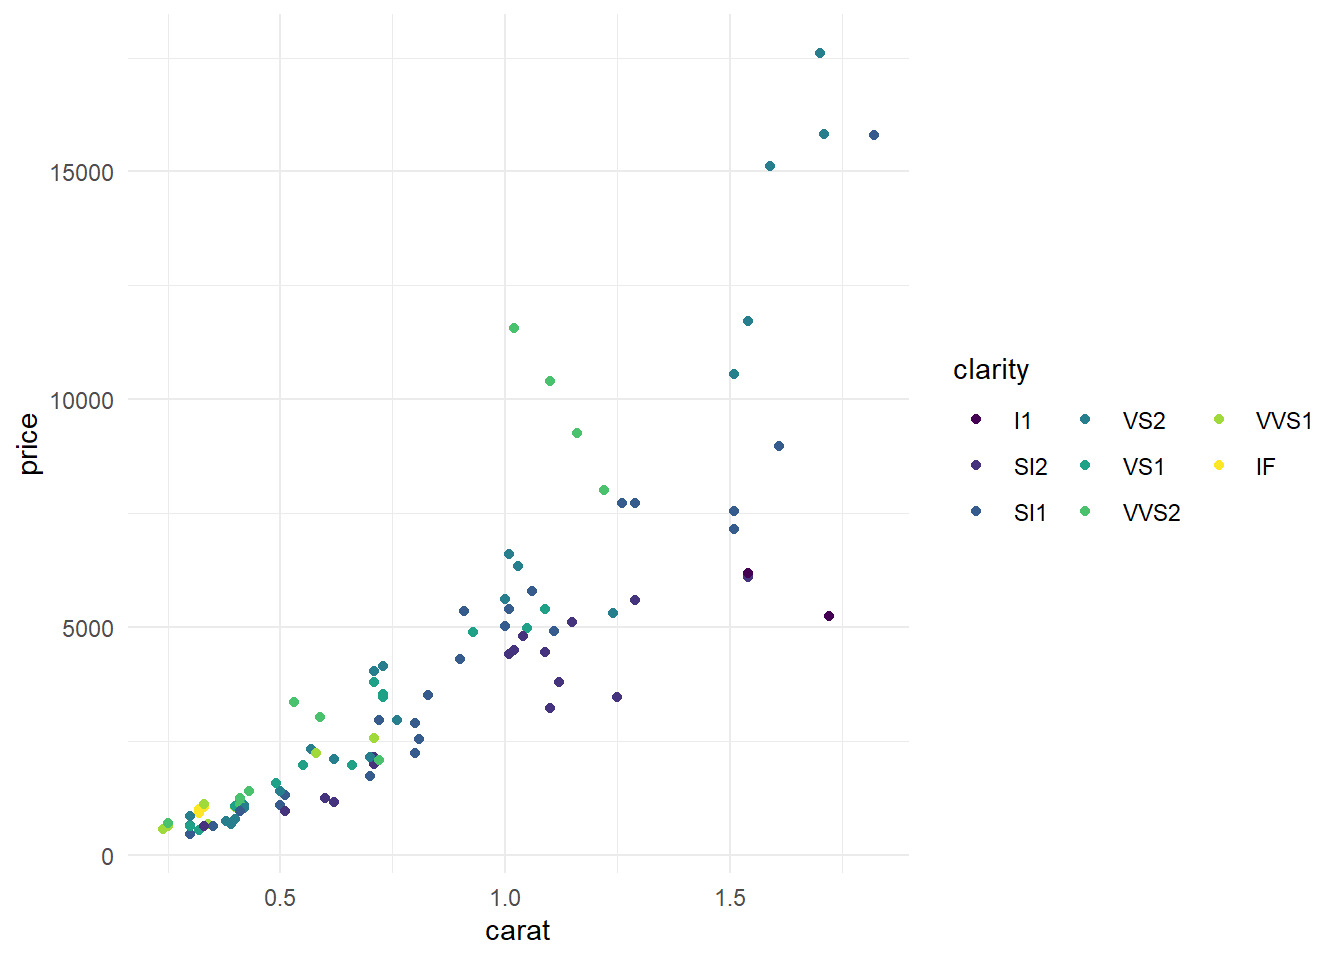 15000
10000
5000
0
price
0.5 1.0 1.5
carat
clarity
I1 VS2 VVS1
SI2 VS1 IF
SI1 VVS2